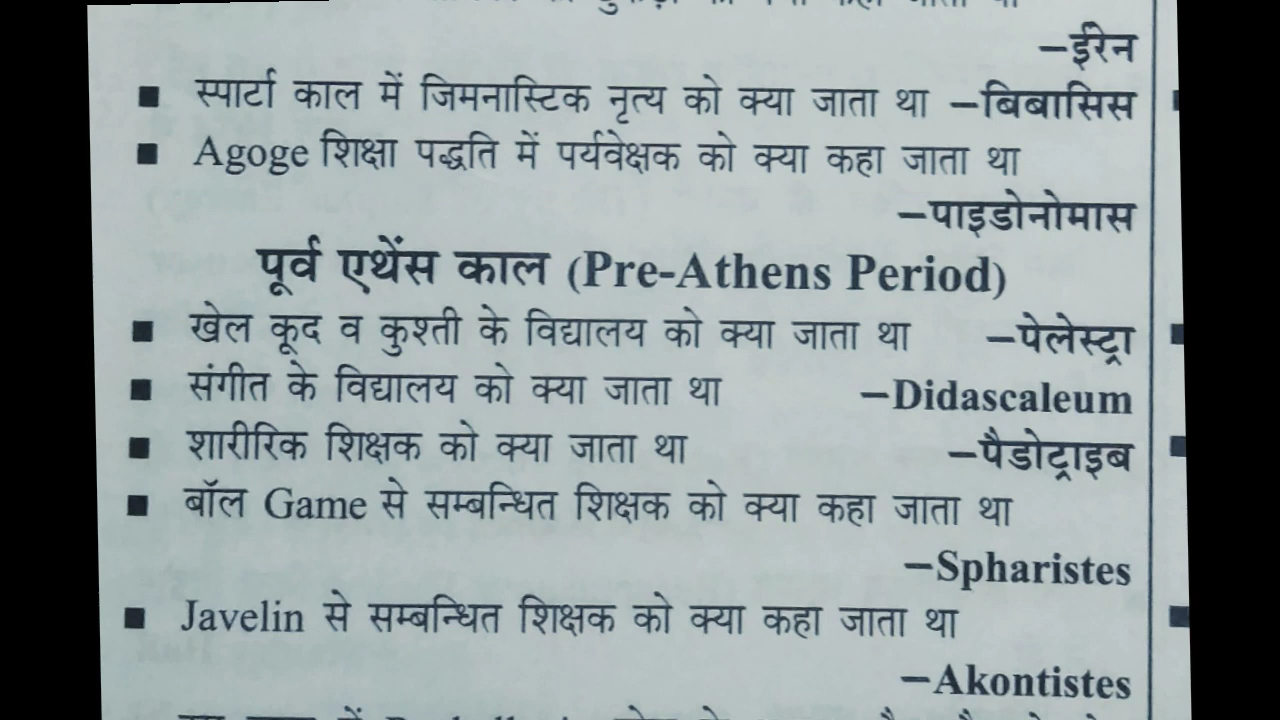 –ईरेन
■ स्पार्टा काल में जिमनास्टिक नृत्य को क्या जाता था –बिबासिस
■ Agoge शिक्षा पद्धति में पर्यवेक्षक को क्या कहा जाता था
–पाइडोनोमास
पूर्व एथेंस काल (Pre-Athens Period)
■ खेल कूद व कुश्ती के विद्यालय को क्या जाता था –पेलेस्ट्रा
■ संगीत के विद्यालय को क्या जाता था –Didascaleum
■ शारीरिक शिक्षक को क्या जाता था –पैडोट्राइब
■ बॉल Game से सम्बन्धित शिक्षक को क्या कहा जाता था
–Spharistes
■ Javelin से सम्बन्धित शिक्षक को क्या कहा जाता था
–Akontistes